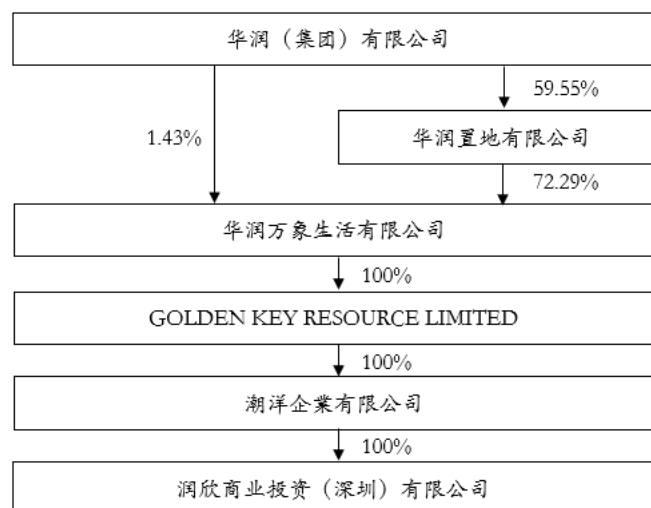 华润（集团）有限公司
59.55%
1.43%
华润置地有限公司
72.29%
华润万象生活有限公司
100%
GOLDEN KEY RESOURCE LIMITED
100%
潮洋企業有限公司
100%
润欣商业投资（深圳）有限公司